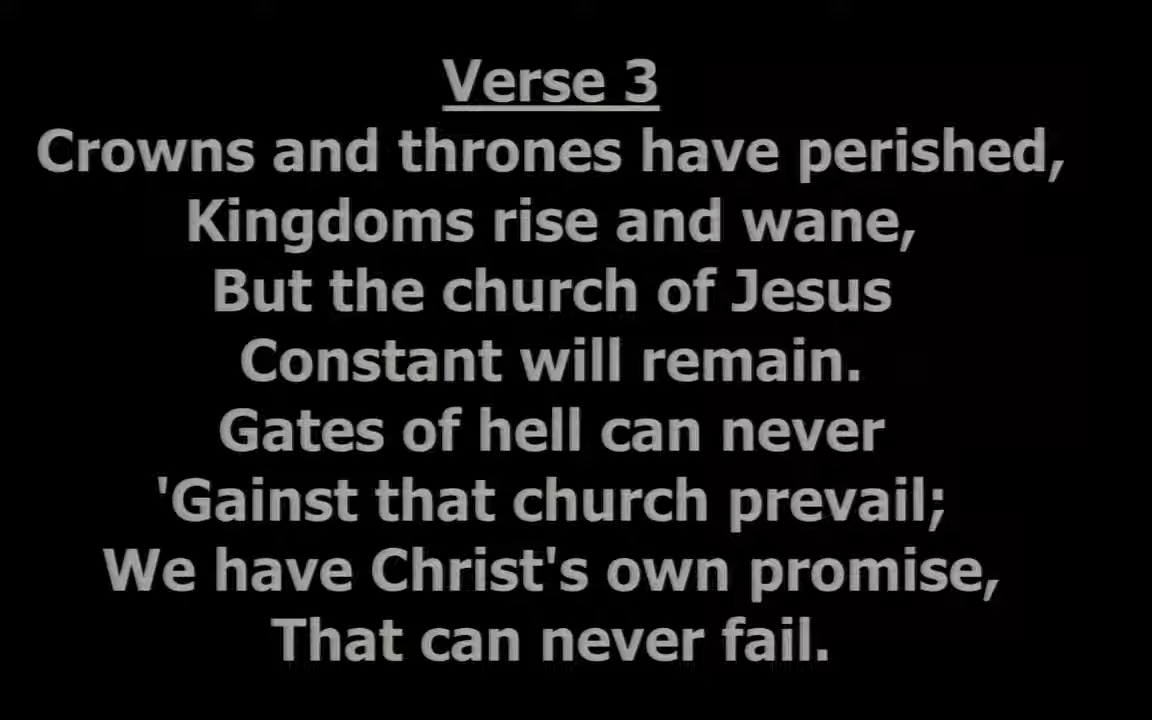 Verse 3
Crowns and thrones have perished,
Kingdoms rise and wane,
But the church of Jesus
Constant will remain.
Gates of hell can never
'Gainst that church prevail;
We have Christ's own promise,
That can never fail.